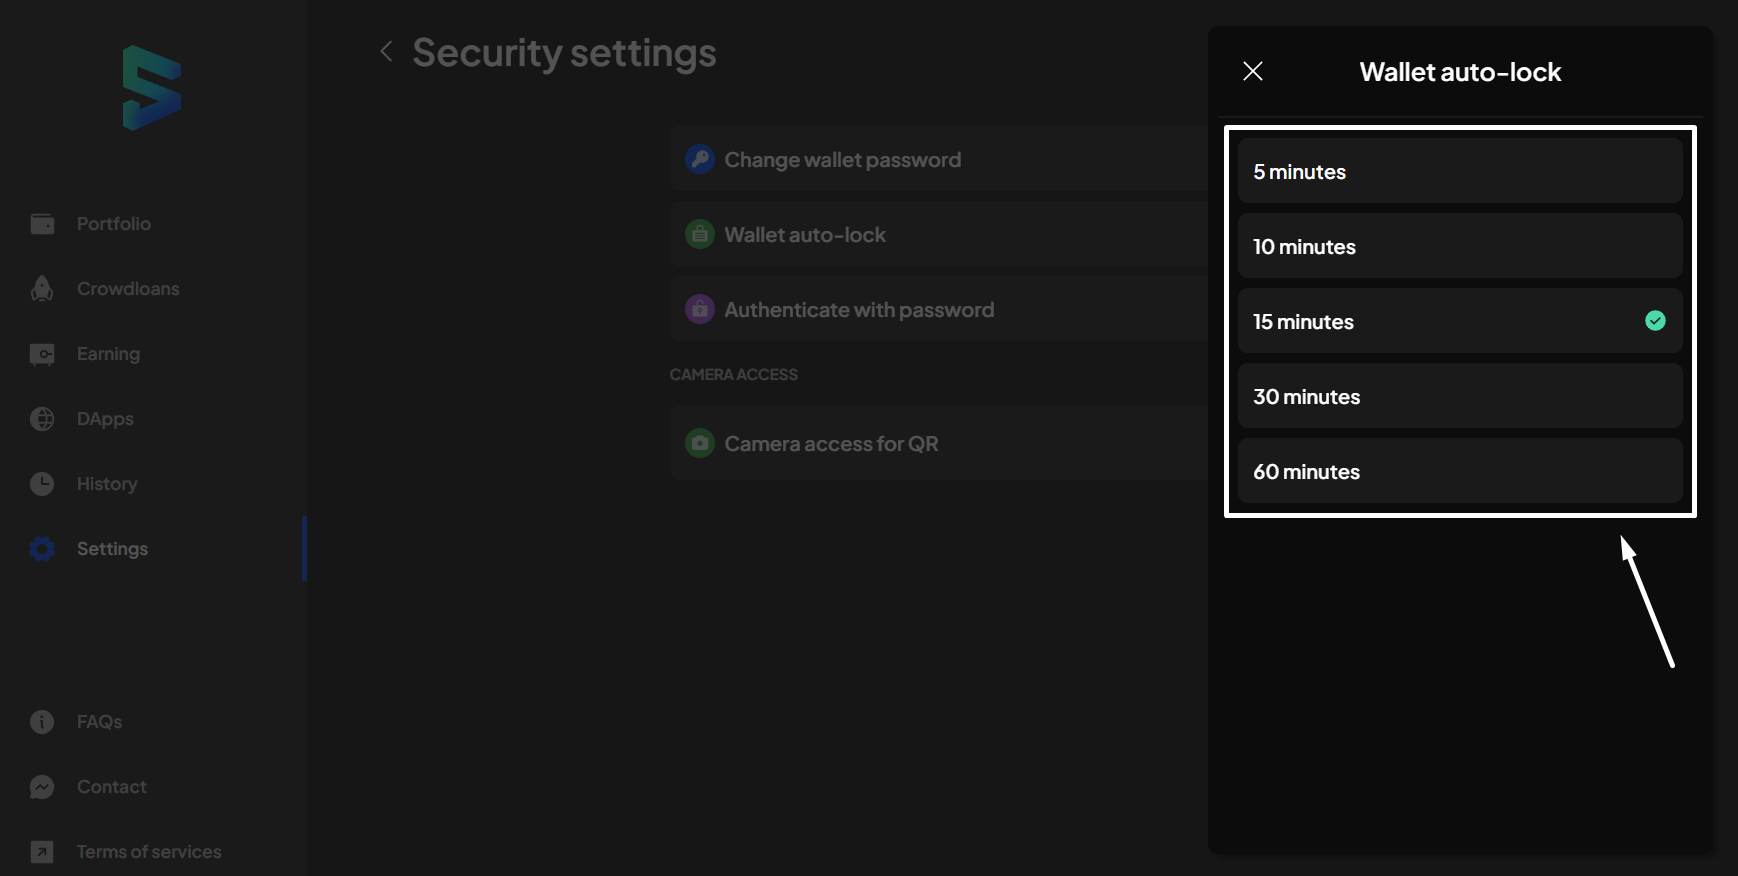 Portfolio
Crowdloans
Earning
DApps
History
Settings
FAQs
Contact
Terms of services
Security settings
Change wallet password
Wallet auto-lock
Authenticate with password
CAMERA ACCESS
Camera access for QR
Wallet auto-lock
5 minutes
10 minutes
15 minutes
30 minutes
60 minutes